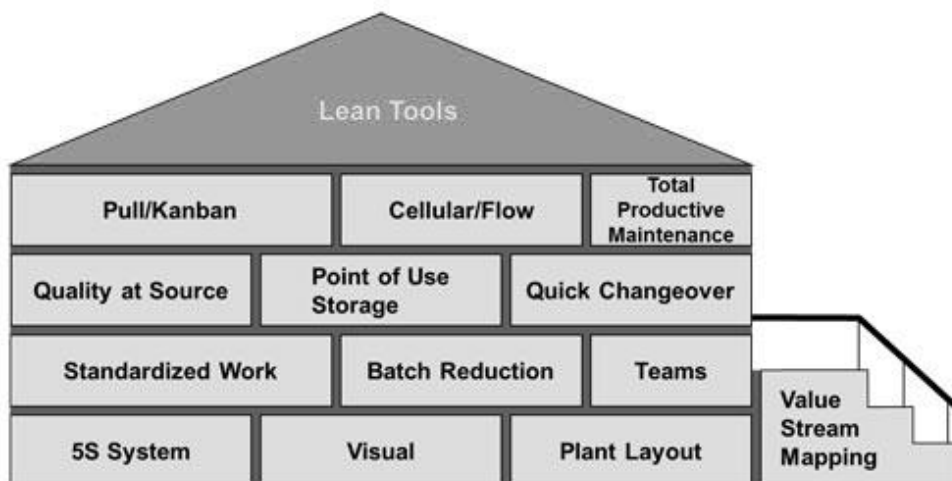 Lean Tools
Pull/Kanban
Cellular/Flow
Total
Productive
Maintenance
Quality at Source
Point of Use
Storage
Quick Changeover
Standardized Work
Batch Reduction
Teams
5S System
Visual
Plant Layout
Value
Stream
Mapping